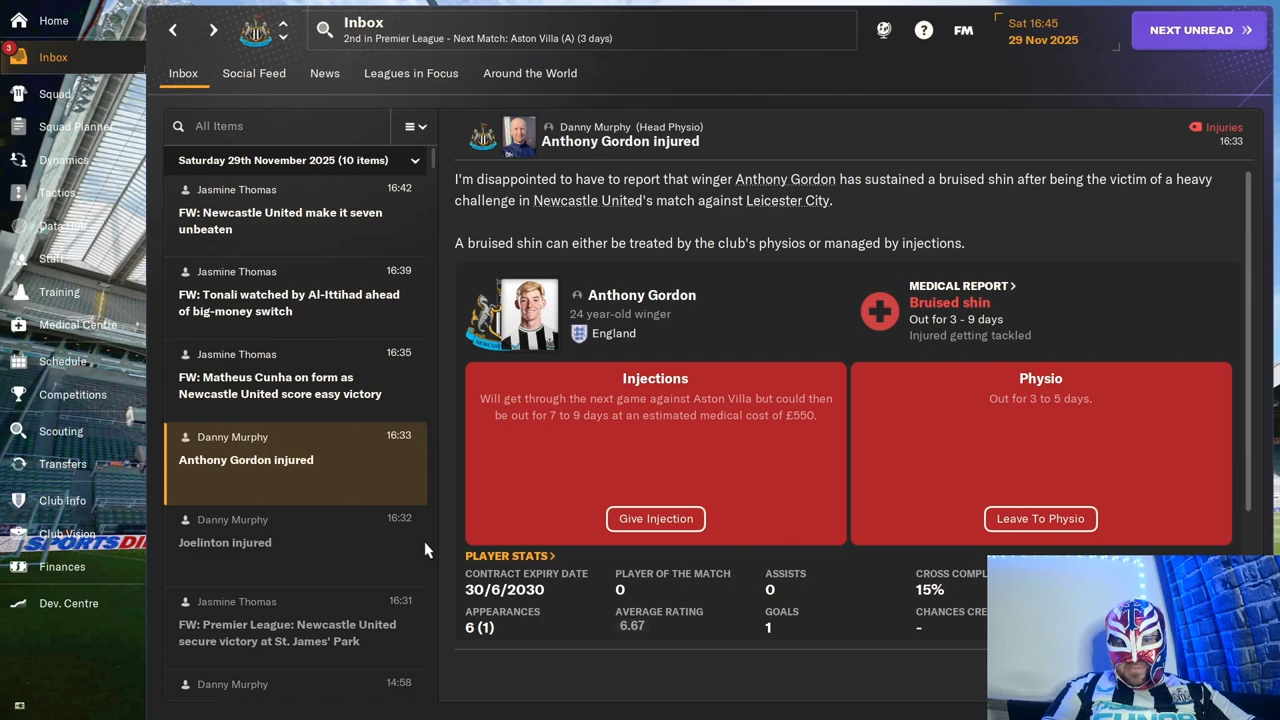 Home
3
Inbox
Squad
Squad Planner
Dynamics
Tactics
Data Hub
Staff
Training
Medical Centre
Schedule
Competitions
Scouting
Transfers
Club Info
Club Vision
SPORTS DI
Finances
Dev. Centre
Inbox
2nd in Premier League - Next Match: Aston Villa (A) (3 days)
FM
Sat 16:45
29 Nov 2025
NEXT UNREAD
Inbox
Social Feed
News
Leagues in Focus
Around the World
All Items
Saturday 29th November 2025 (10 items)
Jasmine Thomas 16:42
FW: Newcastle United make it seven
unbeaten
Jasmine Thomas 16:39
FW: Tonali watched by Al-Ittihad ahead
of big-money switch
Jasmine Thomas 16:35
FW: Matheus Cunha on form as
Newcastle United score easy victory
Danny Murphy 16:33
Anthony Gordon injured
Danny Murphy 16:32
Joelinton injured
Jasmine Thomas 16:31
FW: Premier League: Newcastle United
secure victory at St. James' Park
Danny Murphy 14:58
Danny Murphy (Head Physio)
Anthony Gordon injured
Injuries
16:33
I'm disappointed to have to report that winger Anthony Gordon has sustained a bruised shin after being the victim of a heavy
challenge in Newcastle United's match against Leicester City.
A bruised shin can either be treated by the club's physios or managed by injections.
Anthony Gordon
24 year-old winger
England
MEDICAL REPORT >
Bruised shin
Out for 3 - 9 days
Injured getting tackled
Injections
Will get through the next game against Aston Villa but could then
be out for 7 to 9 days at an estimated medical cost of £550.
Give Injection
Physio
Out for 3 to 5 days.
Leave To Physio
PLAYER STATS >
CONTRACT EXPIRY DATE
30/6/2030
PLAYER OF THE MATCH
0
ASSISTS
0
CROSS COMPL
15%
APPEARANCES
6 (1)
AVERAGE RATING
6.67
GOALS
1
CHANCES CRE
-